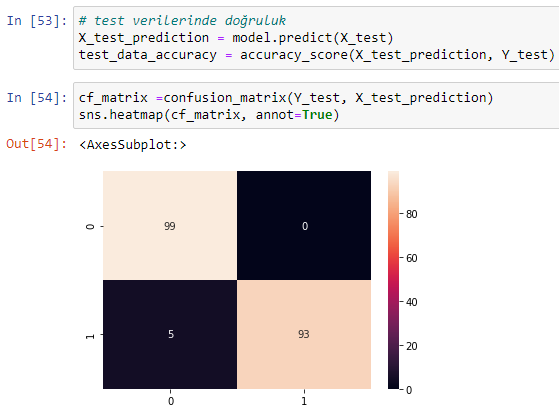 In [53]: # test verilerinde doğruluk
X_test_prediction = model.predict(X_test)
test_data_accuracy = accuracy_score(X_test_prediction, Y_test)
In [54]: cf_matrix =confusion_matrix(Y_test, X_test_prediction)
sns.heatmap(cf_matrix, annot=True)
Out[54]: <AxesSubplot:>
0 99 0
1 5 93
0 1
80
60
40
20
0